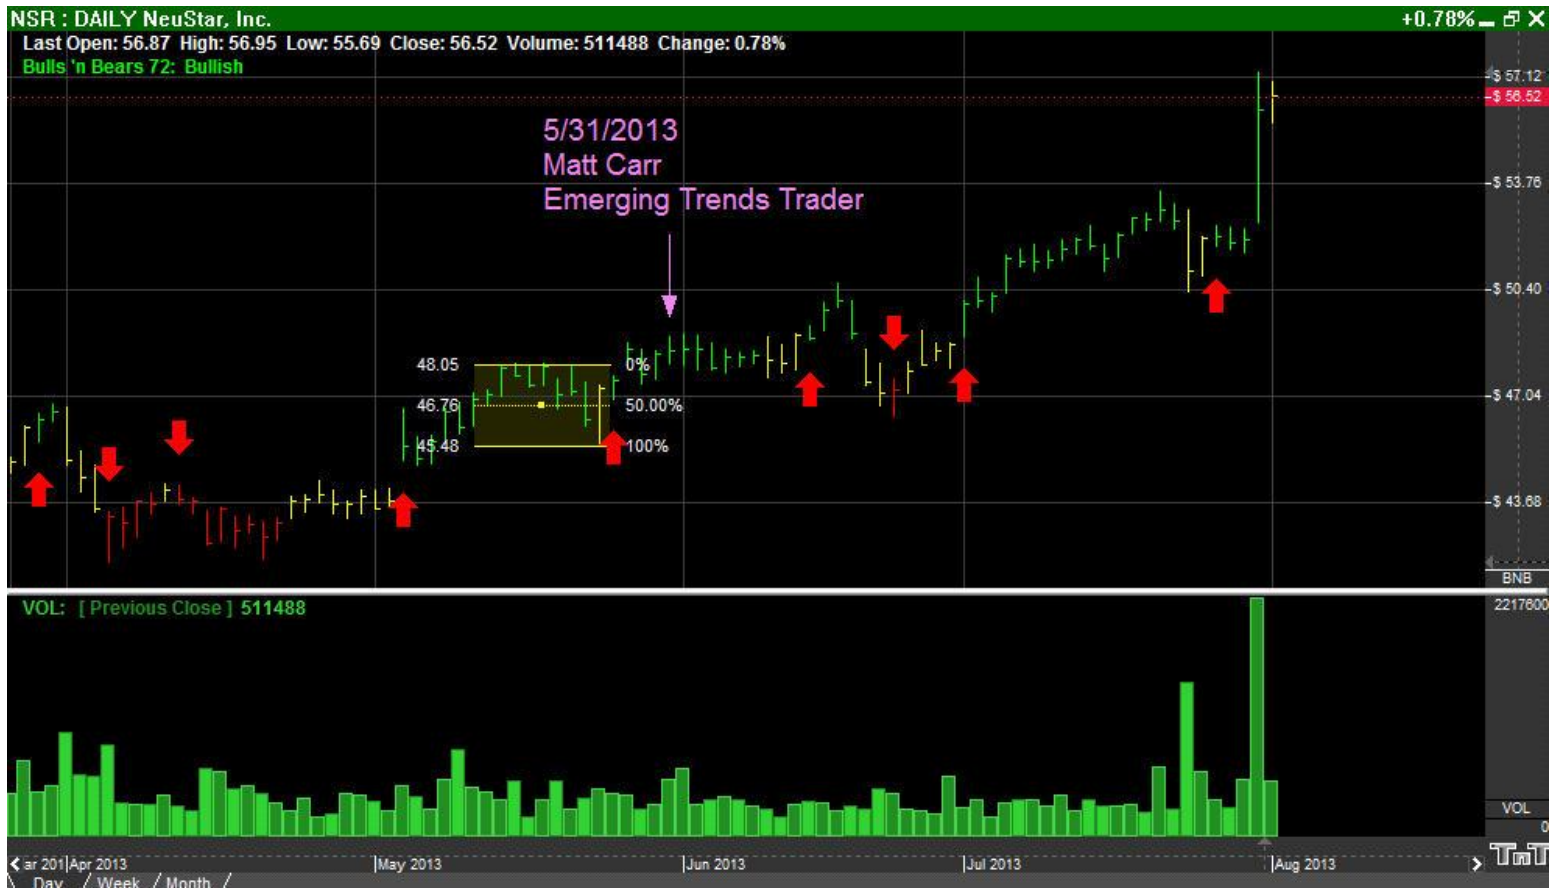 NSR : DAILY NeuStar, Inc. +0.78%
Last Open: 56.87 High: 56.95 Low: 55.69 Close: 56.52 Volume: 511488 Change: 0.78%
Bulls 'n Bears 72: Bullish
$ 57.12
$ 56.52
5/31/2013
Matt Carr
Emerging Trends Trader
$ 53.76
$ 50.40
48.05 0%
46.76 50.00%
45.48 100%
$ 47.04
$ 43.68
BNB
VOL: [ Previous Close ] 511488
2217600
VOL
0
TnT
ar 201 Apr 2013 May 2013 Jun 2013 Jul 2013 Aug 2013
Day / Week / Month /